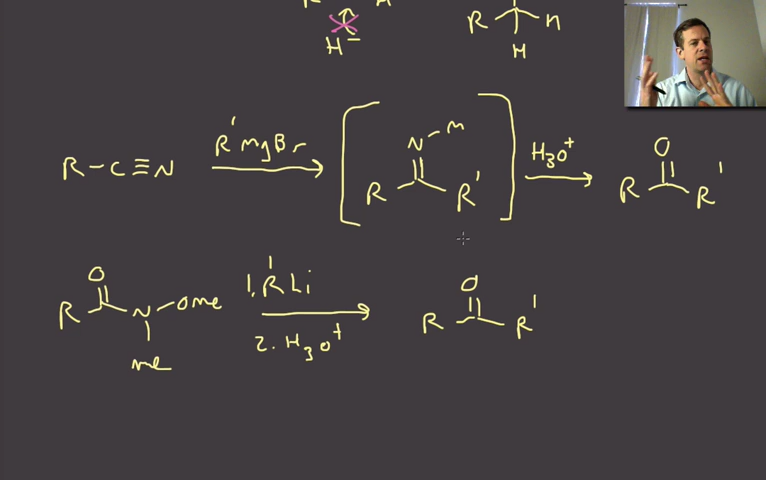 H⁻
R n
H
R-C≡N R'MgBr N-M R R' H₃O⁺ O R R'
O R N OMe Me 1. R'Li 2. H₃O⁺ O R R'